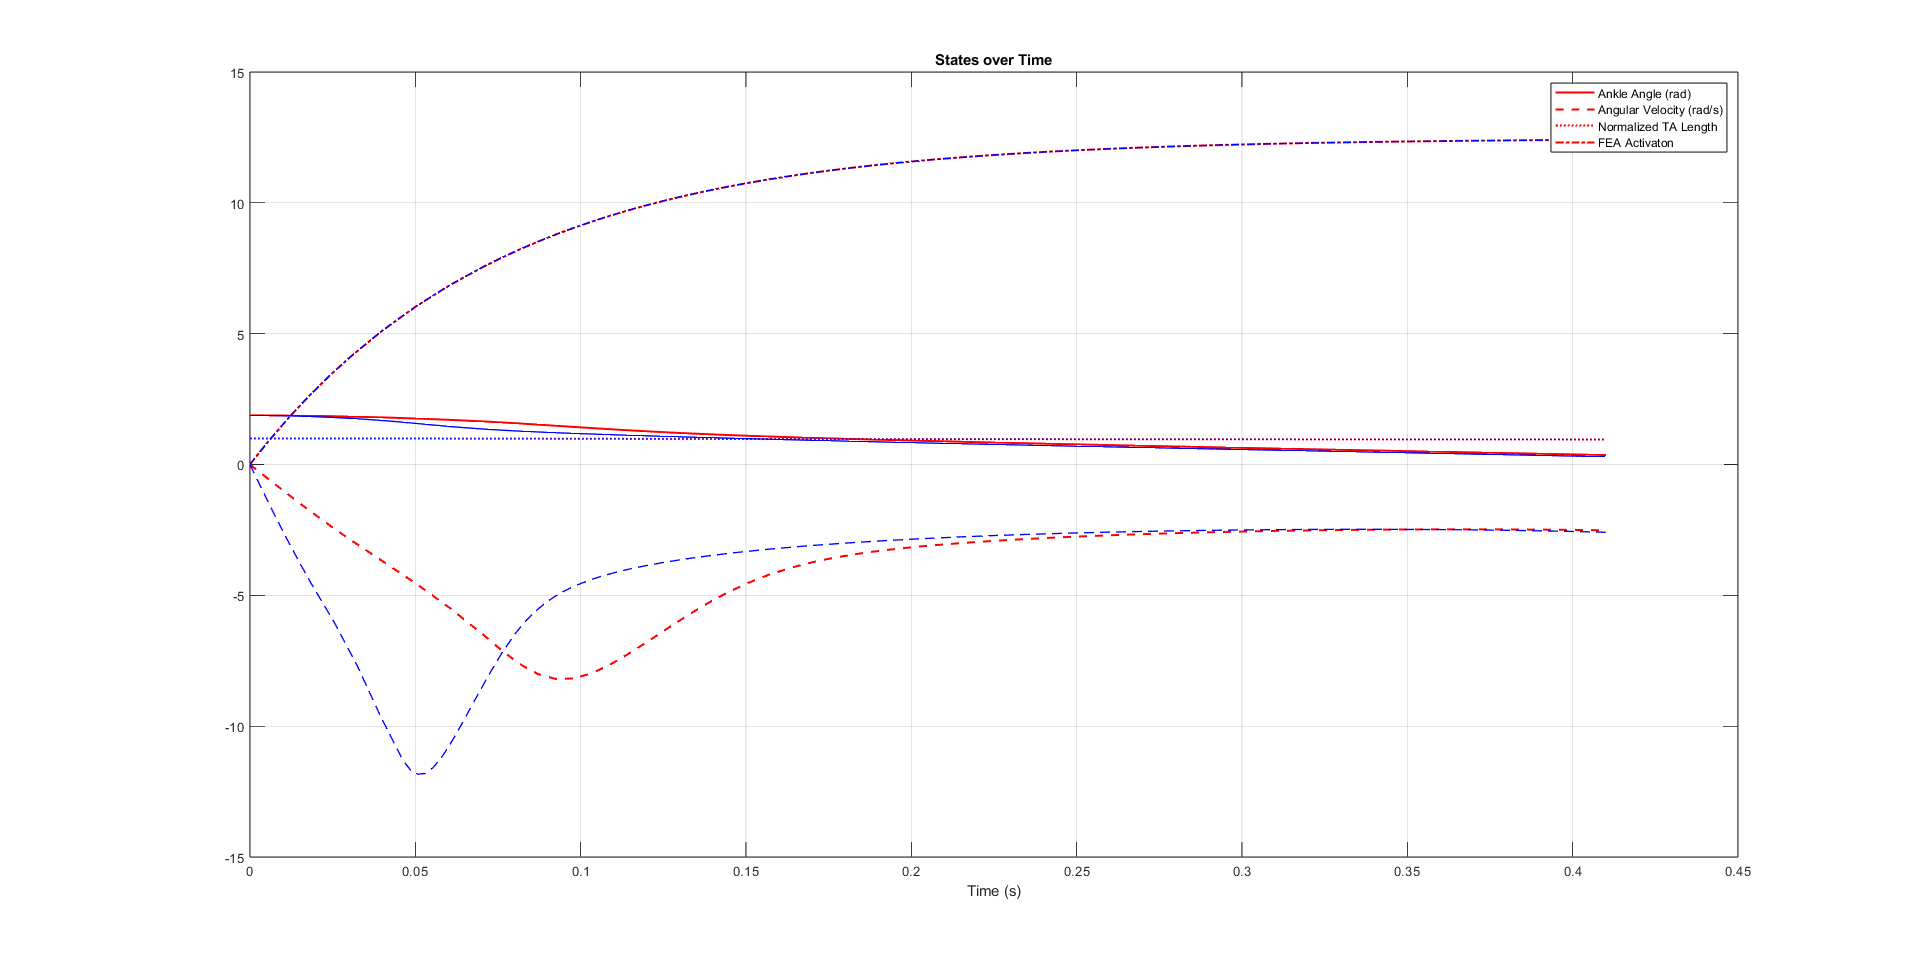 States over Time
15
10
5
0
-5
-10
-15
Ankle Angle (rad)
Angular Velocity (rad/s)
Normalized TA Length
FEA Activaton
0
0.05
0.1
0.15
0.2
0.25
0.3
0.35
0.4
0.45
Time (s)